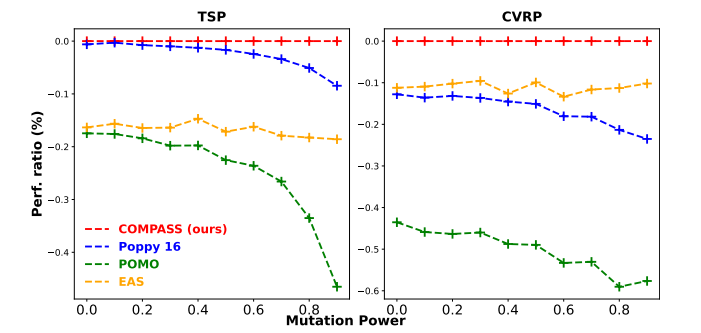 TSP
CVRP
Perf. ratio (%)
0.0
−0.1
−0.2
−0.3
−0.4
COMPASS (ours)
Poppy 16
POMO
EAS
0.0 0.2 0.4 0.6 0.8
0.0
−0.1
−0.2
−0.3
−0.4
−0.5
−0.6
0.0 0.2 0.4 0.6 0.8
Mutation Power